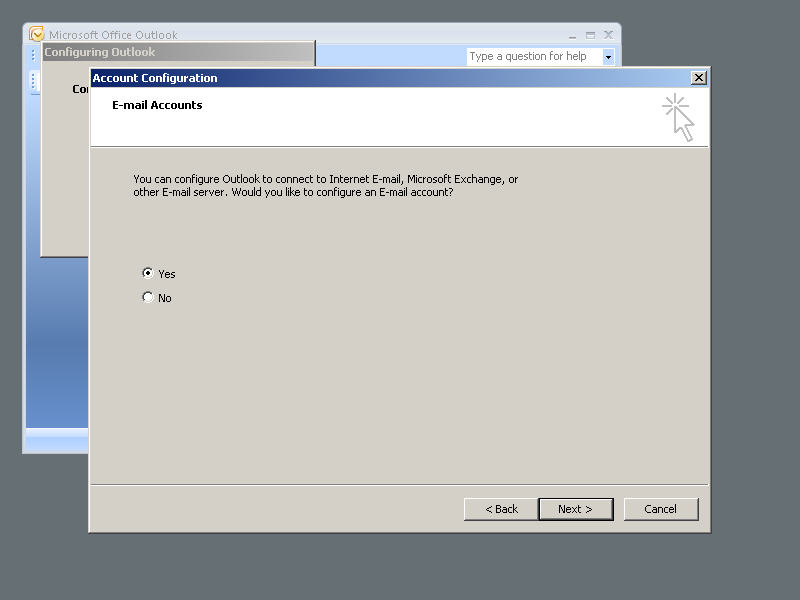 Microsoft Office Outlook
Configuring Outlook
Type a question for help
Account Configuration
E-mail Accounts
You can configure Outlook to connect to Internet E-mail, Microsoft Exchange, or
other E-mail server. Would you like to configure an E-mail account?
Yes
No
< Back
Next >
Cancel